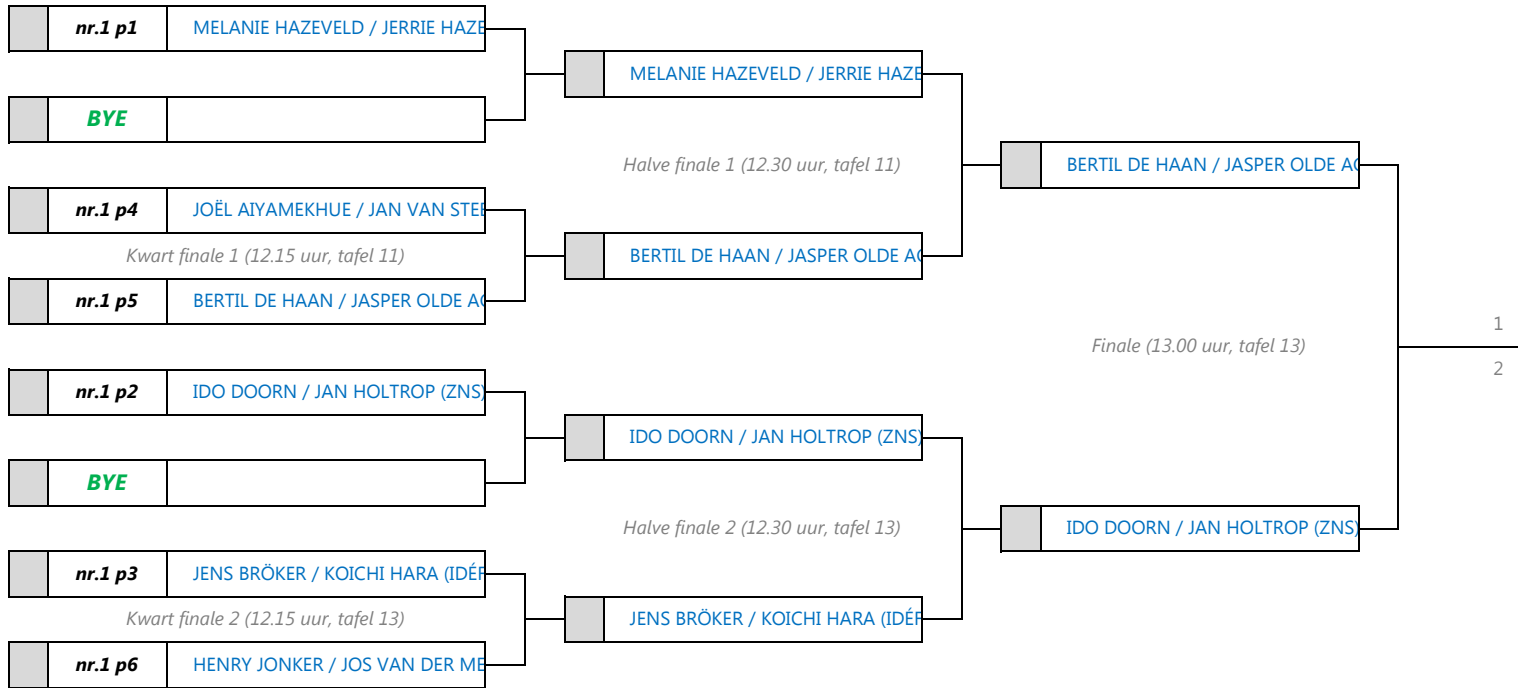 nr.1 p1 MELANIE HAZEVELD / JERRIE HAZE
MELANIE HAZEVELD / JERRIE HAZE
BYE
Halve finale 1 (12.30 uur, tafel 11)
BERTIL DE HAAN / JASPER OLDE
nr.1 p4 JOËL AIYAMEKHUE / JAN VAN STEE
Kwart finale 1 (12.15 uur, tafel 11)
BERTIL DE HAAN / JASPER OLDE
nr.1 p5 BERTIL DE HAAN / JASPER OLDE
1
Finale (13.00 uur, tafel 13)
2
nr.1 p2 IDO DOORN / JAN HOLTROP (ZNS)
IDO DOORN / JAN HOLTROP (ZNS)
BYE
Halve finale 2 (12.30 uur, tafel 13)
IDO DOORN / JAN HOLTROP (ZNS)
nr.1 p3 JENS BRÖKER / KOICHI HARA
Kwart finale 2 (12.15 uur, tafel 13)
JENS BRÖKER / KOICHI HARA
nr.1 p6 HENRY JONKER / JOS VAN DER ME